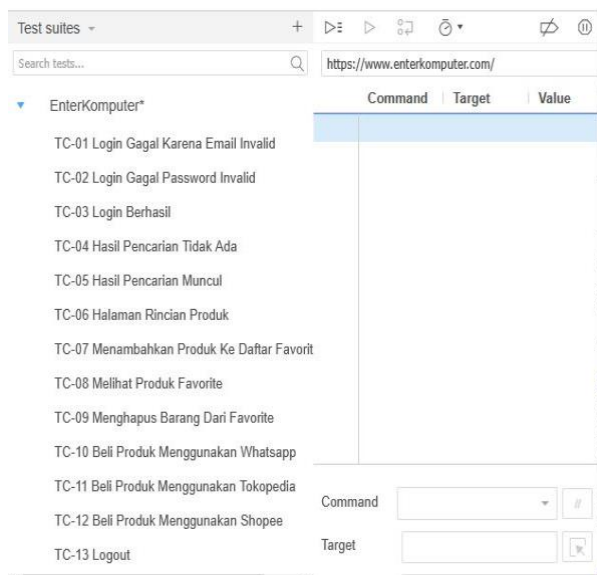 Test suites
Search tests...
https://www.enterkomputer.com/
Command Target Value
EnterKomputer*
TC-01 Login Gagal Karena Email Invalid
TC-02 Login Gagal Password Invalid
TC-03 Login Berhasil
TC-04 Hasil Pencarian Tidak Ada
TC-05 Hasil Pencarian Muncul
TC-06 Halaman Rincian Produk
TC-07 Menambahkan Produk Ke Daftar Favorit
TC-08 Melihat Produk Favorite
TC-09 Menghapus Barang Dari Favorite
TC-10 Beli Produk Menggunakan Whatsapp
TC-11 Beli Produk Menggunakan Tokopedia
TC-12 Beli Produk Menggunakan Shopee
TC-13 Logout
Command
//
Target